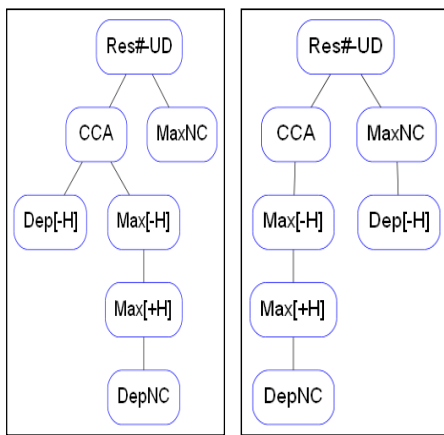 Res#-UD
CCA MaxNC
Dep[-H] Max[-H]
Max[+H]
DepNC
Res#-UD
CCA MaxNC
Max[-H] Dep[-H]
Max[+H]
DepNC